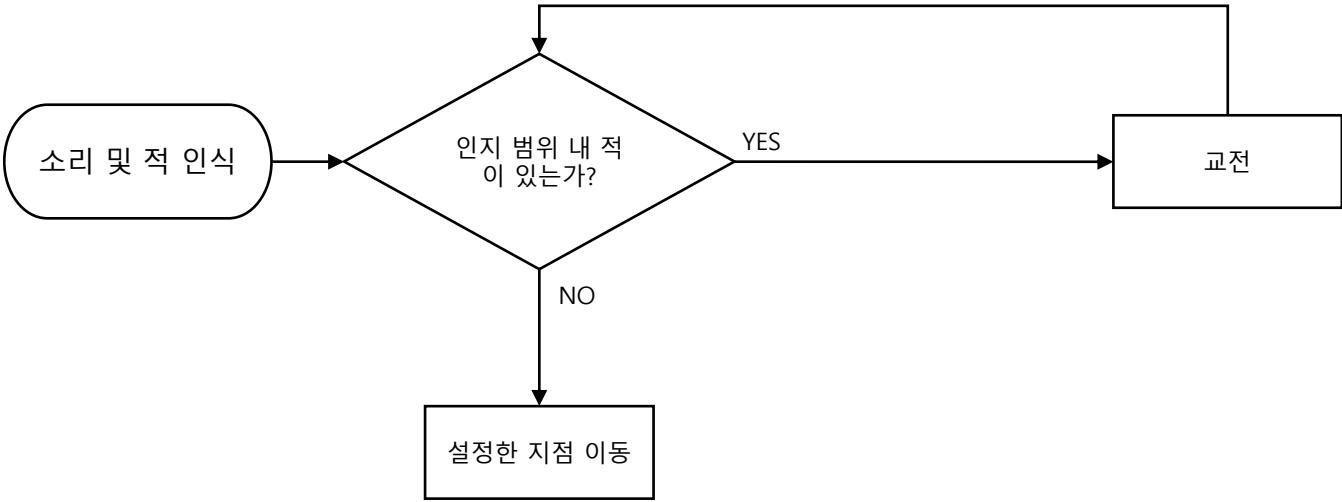 소리 및 적 인식
인지 범위 내 적
이 있는가?
YES
교전
NO
설정한 지점 이동